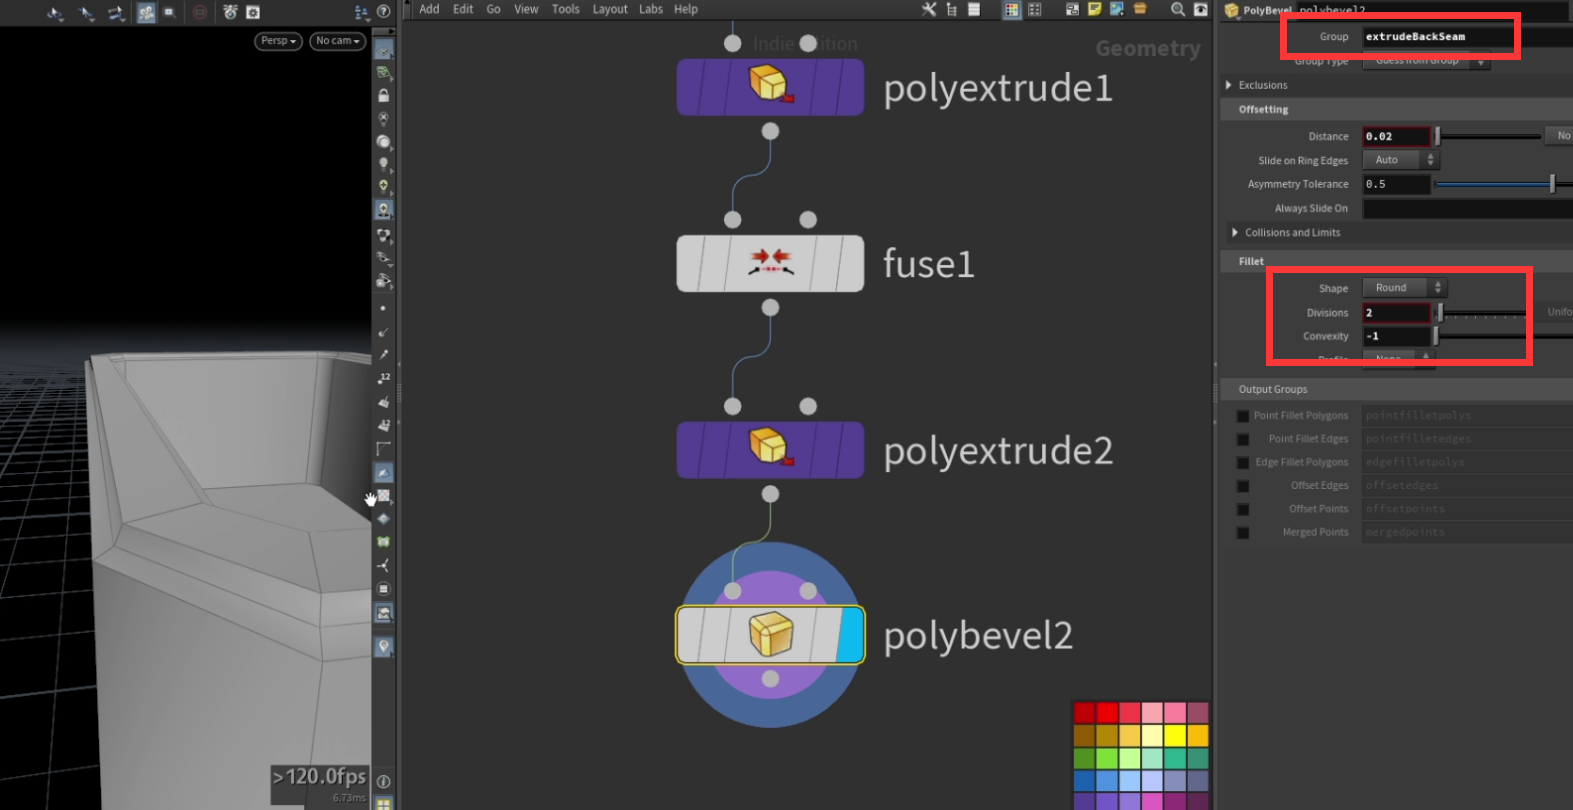 Add Edit Go View Tools Layout Labs Help
PolyBevel polybevel2
Persp
No cam
Indie Edition
Geometry
Group extrudeBackSeam
Group Type Guess from Group
Exclusions
Offsetting
Distance 0.02 No
Slide on Ring Edges Auto
Asymmetry Tolerance 0.5
Always Slide On
Collisions and Limits
Fillet
Shape Round
Divisions 2 Unifo
Convexity -1
Profile None
Output Groups
Point Fillet Polygons pointfilletpolys
Point Fillet Edges pointfilletedges
Edge Fillet Polygons edgefilletpolys
Offset Edges offsetedges
Offset Points offsetpoints
Merged Points mergedpoints
polyextrude1
fuse1
polyextrude2
polybevel2
12
12
>120.0fps
6.73ms